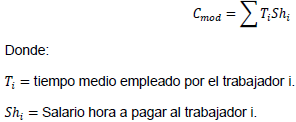 C_mod = ∑ T_i Sh_i
Donde:
T_i = tiempo medio empleado por el trabajador i.
Sh_i = Salario hora a pagar al trabajador i.